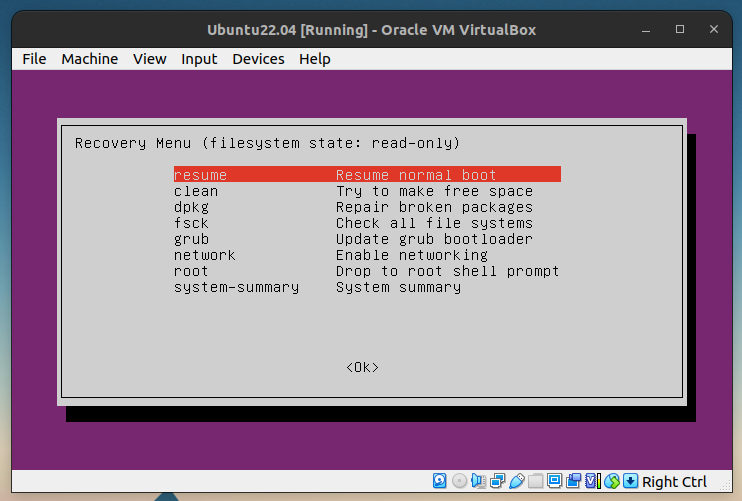 Ubuntu22.04 [Running] - Oracle VM VirtualBox
File Machine View Input Devices Help
Recovery Menu (filesystem state: read-only)
resume Resume normal boot
clean Try to make free space
dpkg Repair broken packages
fsck Check all file systems
grub Update grub bootloader
network Enable networking
root Drop to root shell prompt
system-summary System summary
<Ok>
Right Ctrl